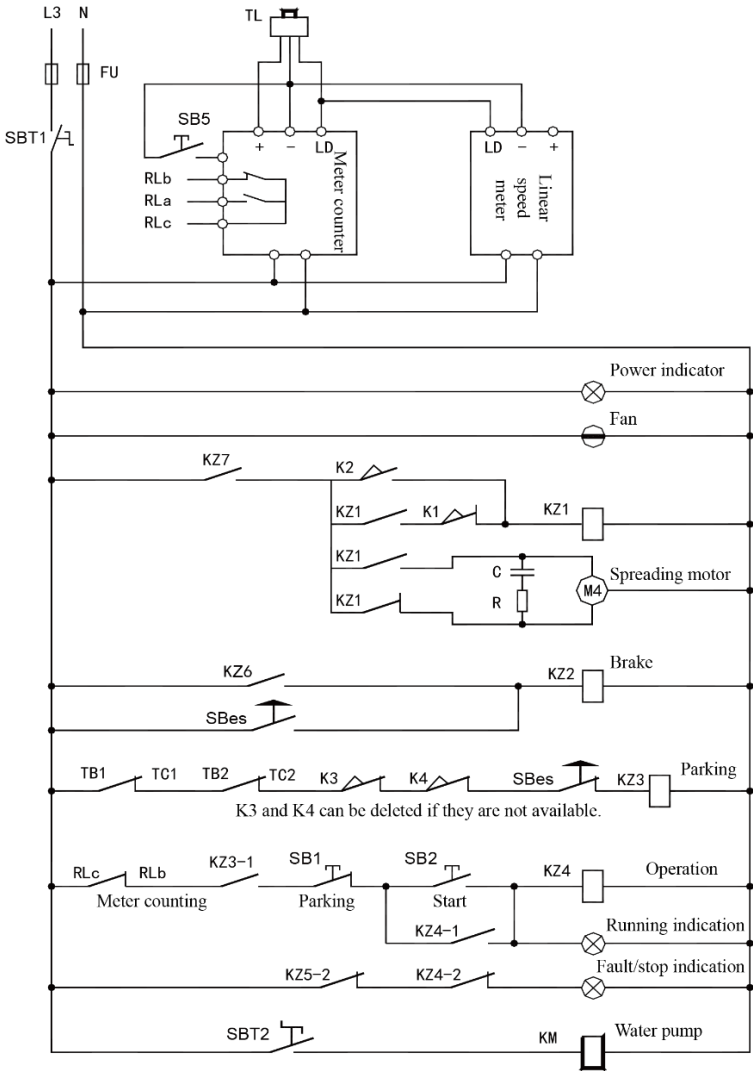 L3 N TL
FU
SBT1
SB5
+ - LD
LD - +
RLb
RLa
RLc
Meter counter
Linear
speed
meter
Power indicator
Fan
KZ7 K2
KZ1 K1 KZ1
KZ1
C
Spreading motor
M4
KZ1
R
KZ6 KZ2 Brake
SBes
TB1 TC1 TB2 TC2 K3 K4 SBes KZ3 Parking
K3 and K4 can be deleted if they are not available.
RLc RLb KZ3-1 SB1 SB2 KZ4 Operation
Meter counting Parking Start
KZ4-1 Running indication
KZ5-2 KZ4-2 Fault/stop indication
SBT2 KM Water pump